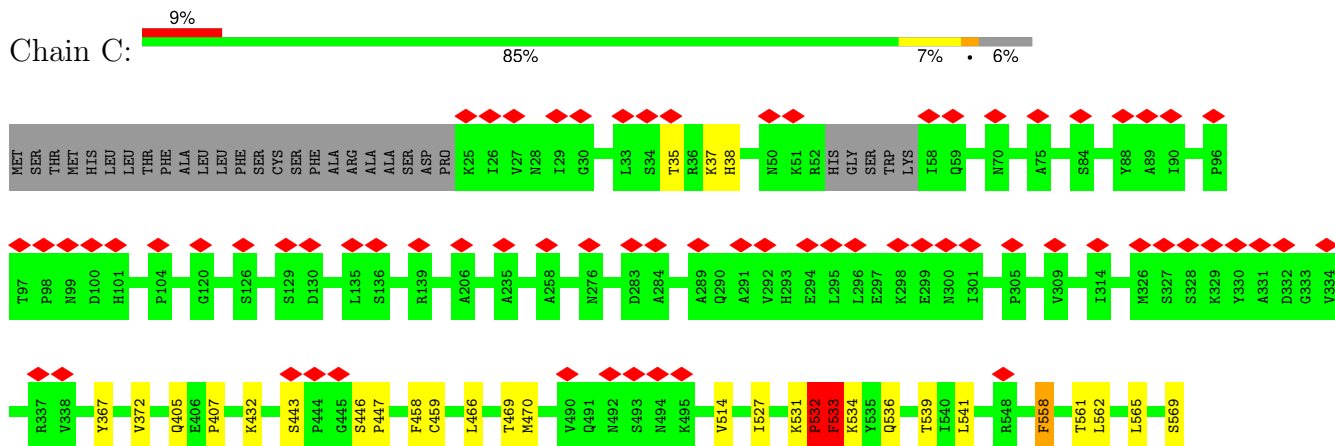 9%
Chain C:
85% 7% • 6%
MET SER THR MET HIS LEU LEU THR PHE ALA LEU LEU PHE SER CYS SER PHE ALA ARG ALA ALA SER ASP PRO K25 I26 V27 N28 I29 G30 L33 S34 T35 R36 K37 H38 N50 K51 R52 HIS GLY SER TRP LYS I58 Q59 N70 A75 S84 Y88 A89 I90 P96
T97 P98 N99 D100 H101 P104 G120 S126 S129 D130 L135 S136 R139 A206 A235 A258 N276 D283 A284 A289 Q290 A291 V292 H293 E294 L295 L296 E297 K298 E299 N300 I301 P305 V309 I314 M326 S327 S328 K329 Y330 A331 D332 G333 V334
R337 V338 Y367 V372 Q405 E406 P407 K432 S443 P444 G445 S446 P447 F458 C459 L466 T469 M470 V490 Q491 N492 S493 N494 K495 V514 I527 K531 P532 F533 K534 Y535 Q536 T539 I540 L541 R548 F558 T561 L562 L565 S569